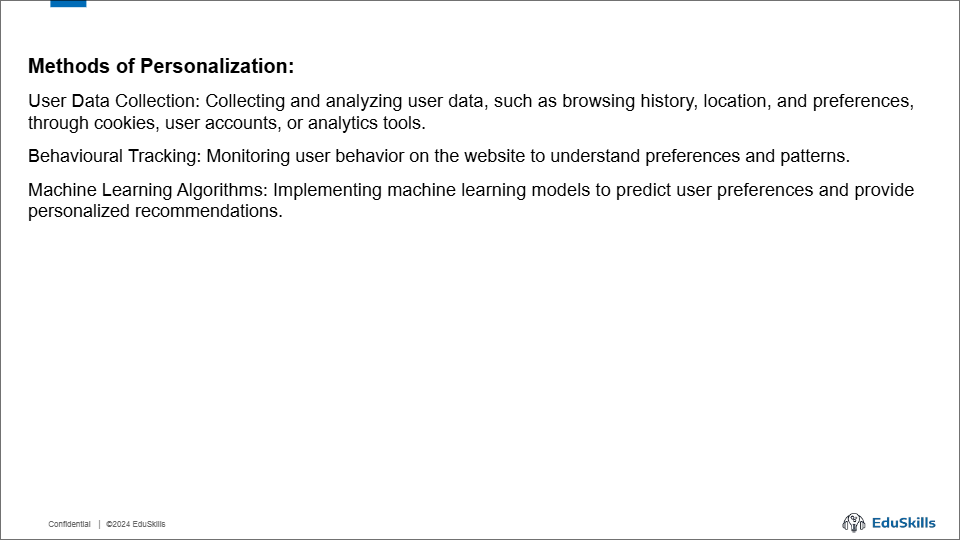 Methods of Personalization:
User Data Collection: Collecting and analyzing user data, such as browsing history, location, and preferences,
through cookies, user accounts, or analytics tools.
Behavioural Tracking: Monitoring user behavior on the website to understand preferences and patterns.
Machine Learning Algorithms: Implementing machine learning models to predict user preferences and provide
personalized recommendations.
Confidential | ©2024 EduSkills
EduSkills